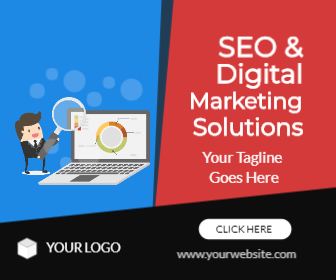 SEO &
Digital
Marketing
Solutions
Your Tagline
Goes Here
CLICK HERE
YOUR LOGO
www.yourwebsite.com